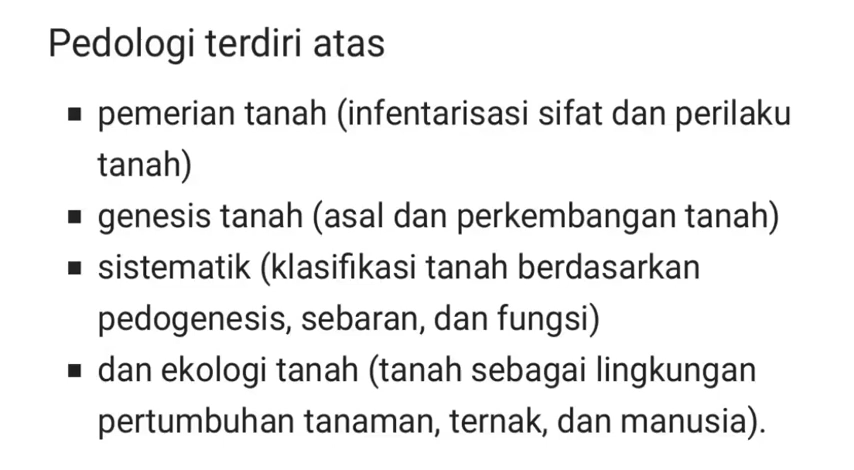 Pedologi terdiri atas
▪ pemerian tanah (infentarisasi sifat dan perilaku
tanah)
▪ genesis tanah (asal dan perkembangan tanah)
▪ sistematik (klasifikasi tanah berdasarkan
pedogenesis, sebaran, dan fungsi)
▪ dan ekologi tanah (tanah sebagai lingkungan
pertumbuhan tanaman, ternak, dan manusia).